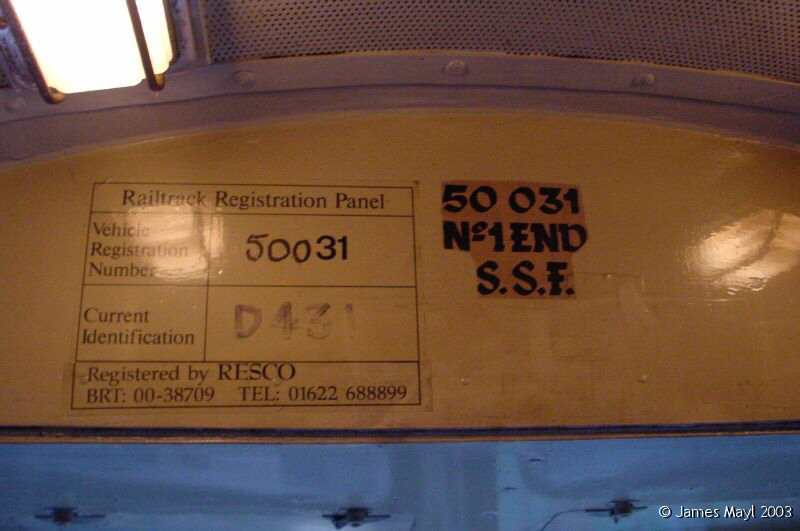 Railtrack Registration Panel
Vehicle
Registration
Number
50031
Current
Identification
D431
Registered by RESCO
BRT: 00-38709 TEL: 01622 688899
50 031
Nº1 END
S.S.F.
© James Mayl 2003